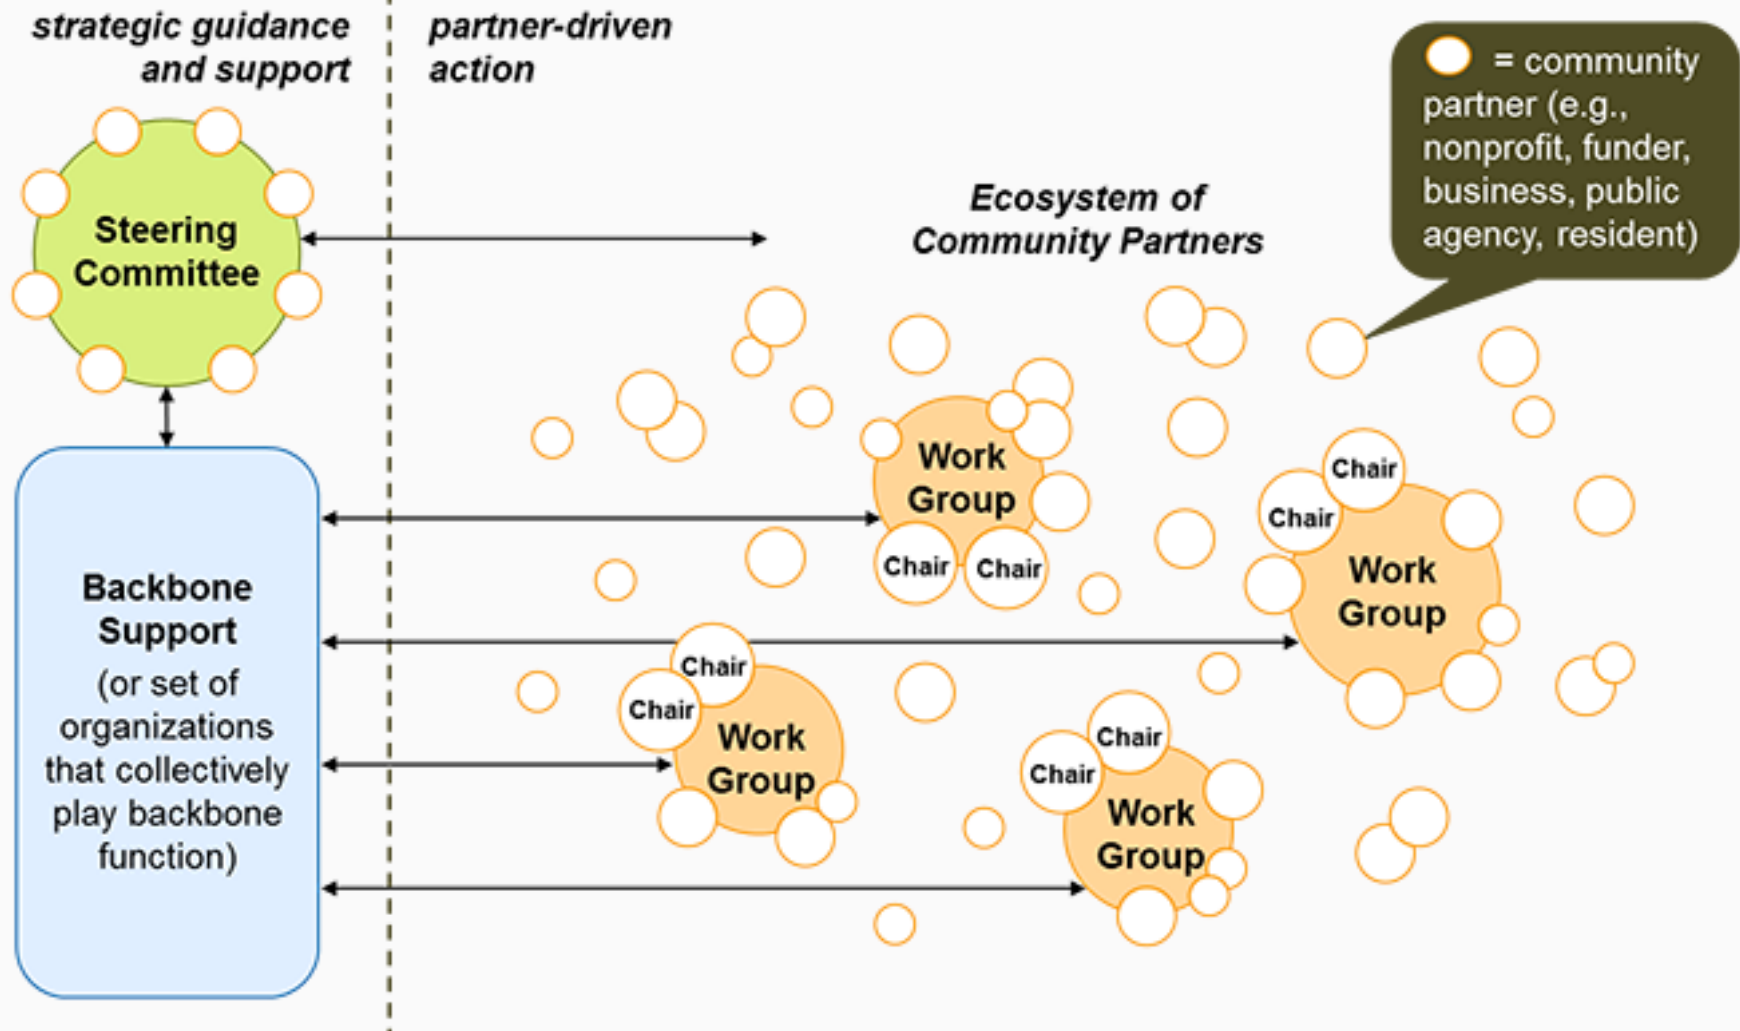 strategic guidance
and support
partner-driven
action
= community
partner (e.g.,
nonprofit, funder,
business, public
agency, resident)
Steering
Committee
Ecosystem of
Community Partners
Work
Group
Chair
Chair
Chair
Chair
Work
Group
Backbone
Support
(or set of
organizations
that collectively
play backbone
function)
Chair
Chair
Work
Group
Chair
Chair
Work
Group